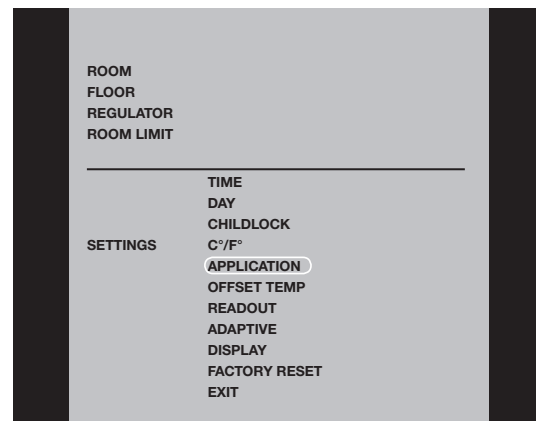 ROOM
FLOOR
REGULATOR
ROOM LIMIT
TIME
DAY
CHILDLOCK
SETTINGS C°/F°
APPLICATION
OFFSET TEMP
READOUT
ADAPTIVE
DISPLAY
FACTORY RESET
EXIT